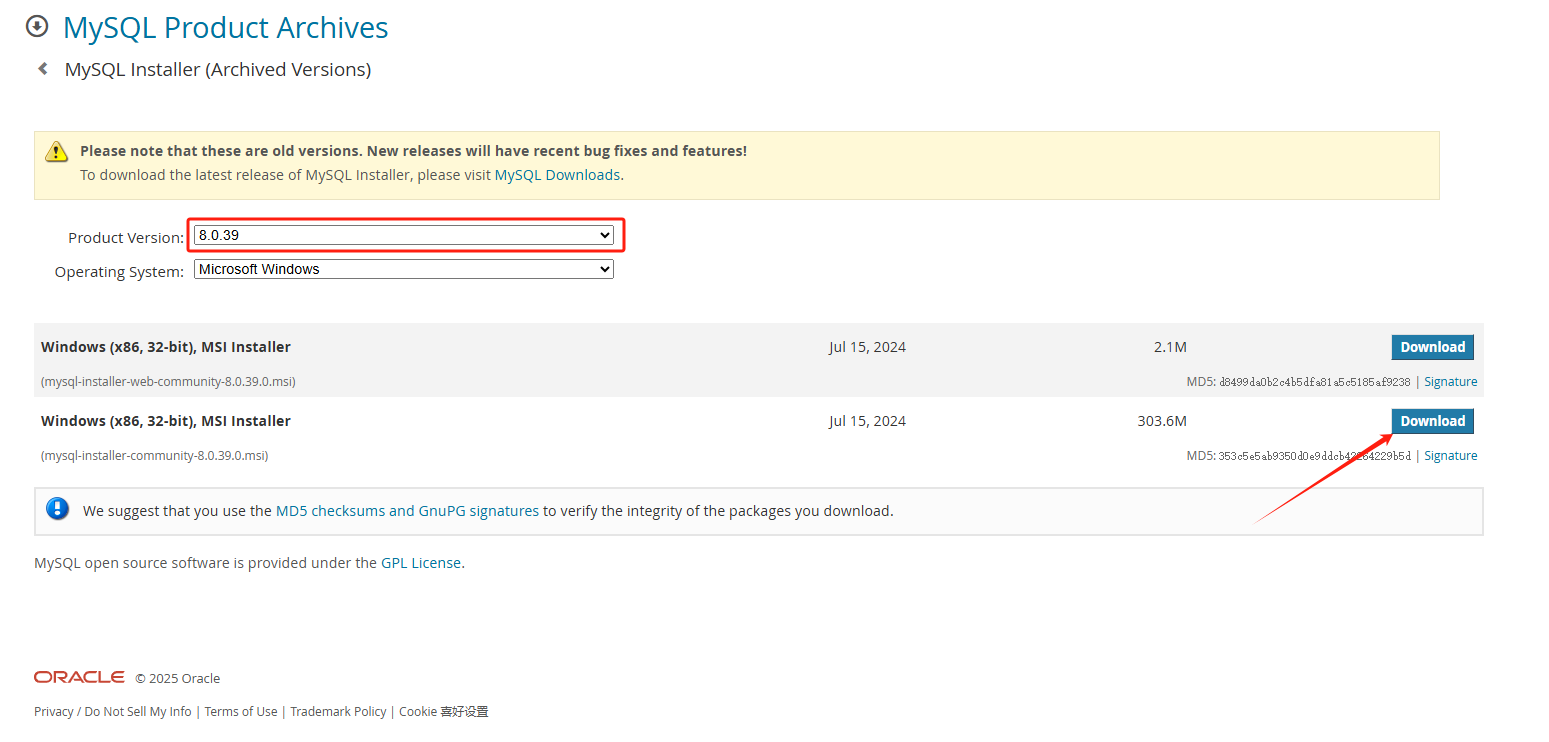 MySQL Product Archives
MySQL Installer (Archived Versions)
Please note that these are old versions. New releases will have recent bug fixes and features!
To download the latest release of MySQL Installer, please visit MySQL Downloads.
Product Version: 8.0.39
Operating System: Microsoft Windows
Windows (x86, 32-bit), MSI Installer Jul 15, 2024 2.1M Download
(mysql-installer-web-community-8.0.39.0.msi) MD5: d8499da0b2c4b5dfa81a5c5185af9238 | Signature
Windows (x86, 32-bit), MSI Installer Jul 15, 2024 303.6M Download
(mysql-installer-community-8.0.39.0.msi) MD5: | Signature
We suggest that you use the MD5 checksums and GnuPG signatures to verify the integrity of the packages you download.
MySQL open source software is provided under the GPL License.
ORACLE © 2025 Oracle
Privacy / Do Not Sell My Info | Terms of Use | Trademark Policy | Cookie 喜好设置